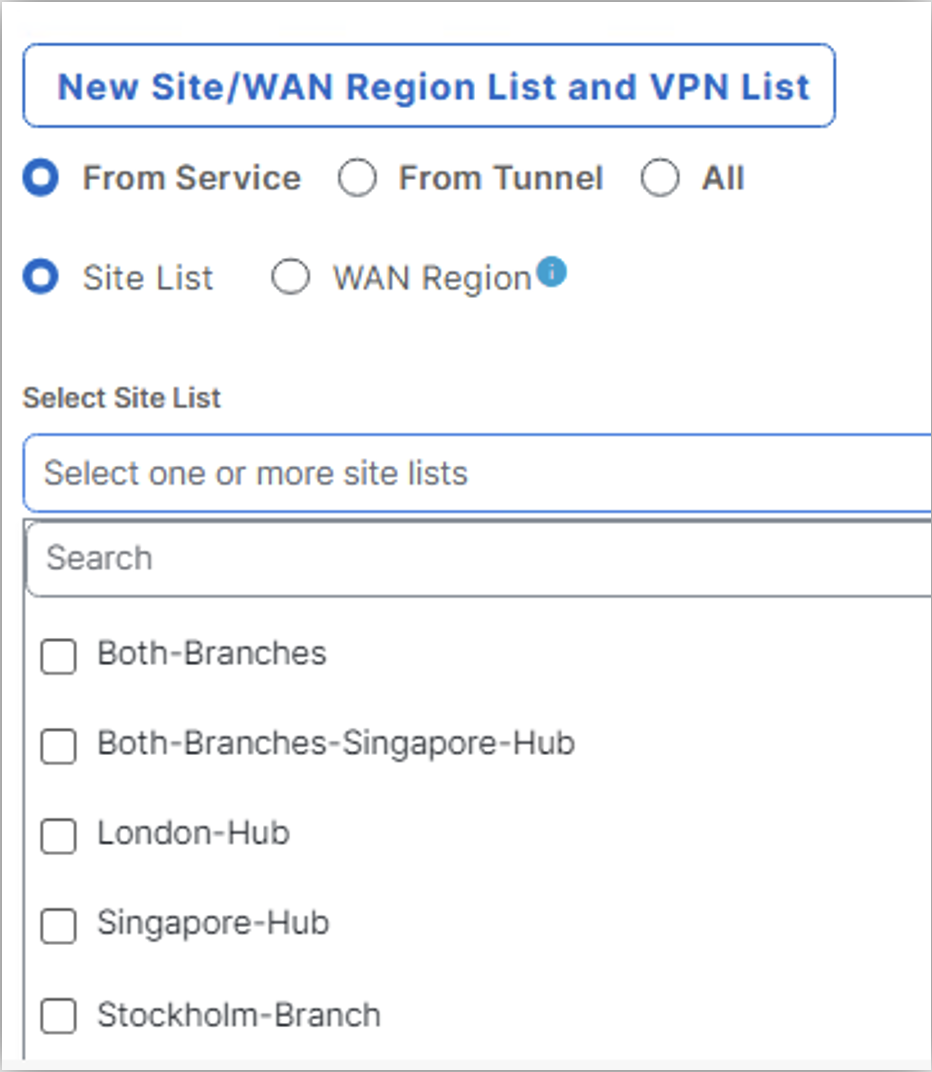 New Site/WAN Region List and VPN List
From Service From Tunnel All
Site List WAN Region i
Select Site List
Select one or more site lists
Search
Both-Branches
Both-Branches-Singapore-Hub
London-Hub
Singapore-Hub
Stockholm-Branch